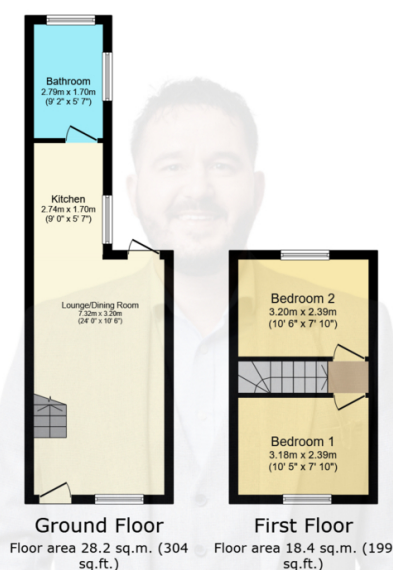 Bathroom
2.79m x 1.70m
(9' 2" x 5' 7")
Kitchen
2.74m x 1.70m
(9' 0" x 5' 7")
Lounge/Dining Room
7.32m x 3.20m
(24' 0" x 10' 6")
Bedroom 2
3.20m x 2.39m
(10' 6" x 7' 10")
Bedroom 1
3.18m x 2.39m
(10' 5" x 7' 10")
Ground Floor
Floor area 28.2 sq.m. (304
sq.ft.)
First Floor
Floor area 18.4 sq.m. (199
sq.ft.)